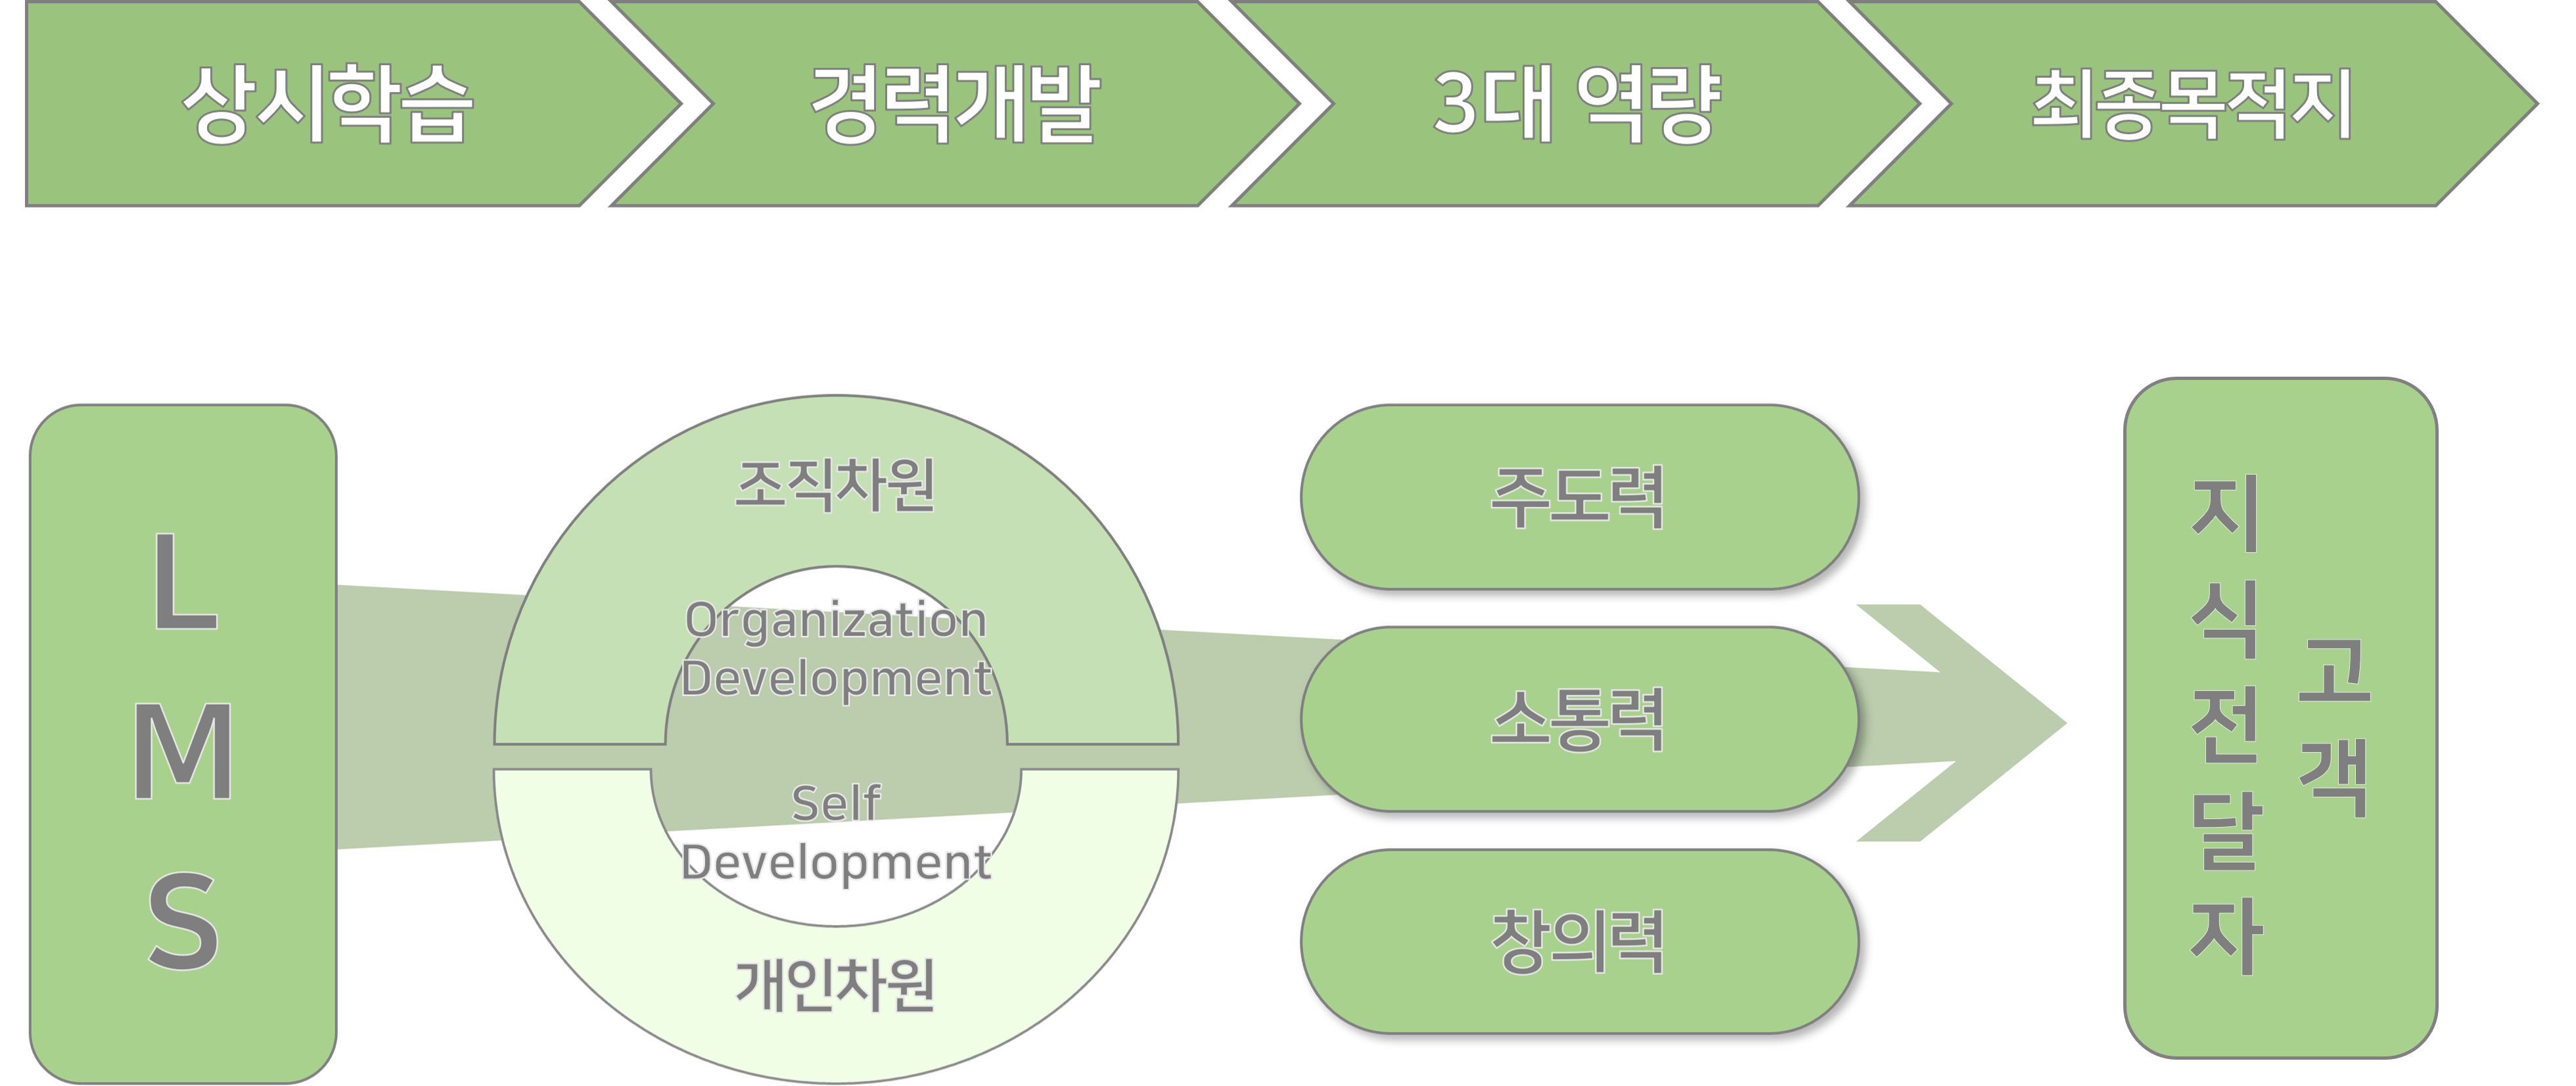 상시학습
경력개발
3대 역량
최종목적지
L
M
S
조직차원
Organization
Development
Self
Development
개인차원
주도력
소통력
창의력
고객
지식전달자